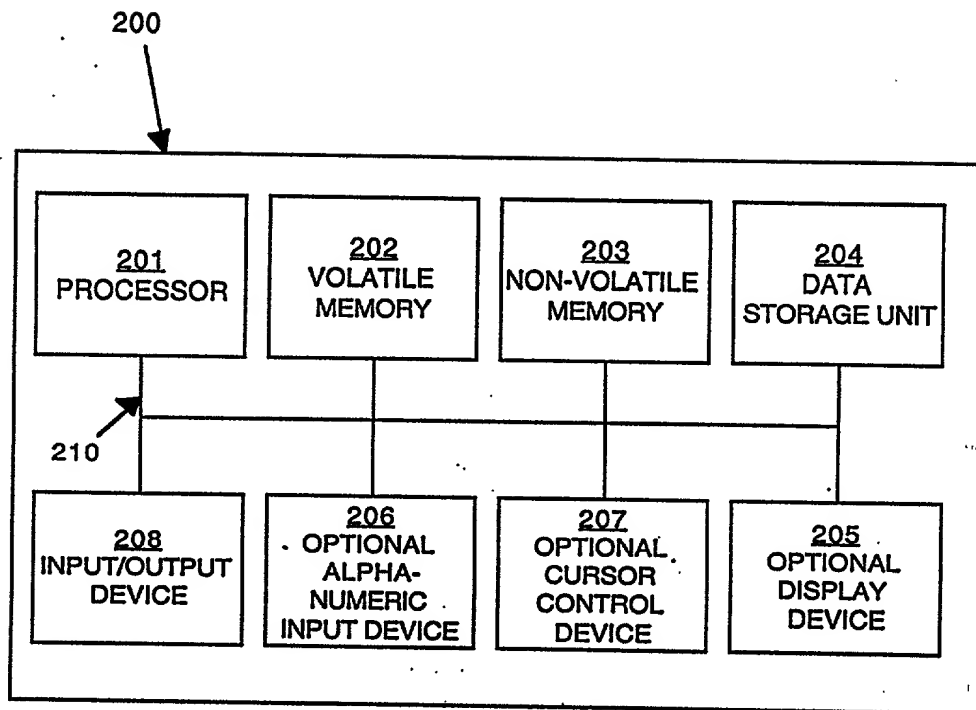 200
201
PROCESSOR
202
VOLATILE
MEMORY
203
NON-VOLATILE
MEMORY
204
DATA
STORAGE UNIT
210
208
INPUT/OUTPUT
DEVICE
206
OPTIONAL
ALPHA-
NUMERIC
INPUT DEVICE
207
OPTIONAL
CURSOR
CONTROL
DEVICE
205
OPTIONAL
DISPLAY
DEVICE